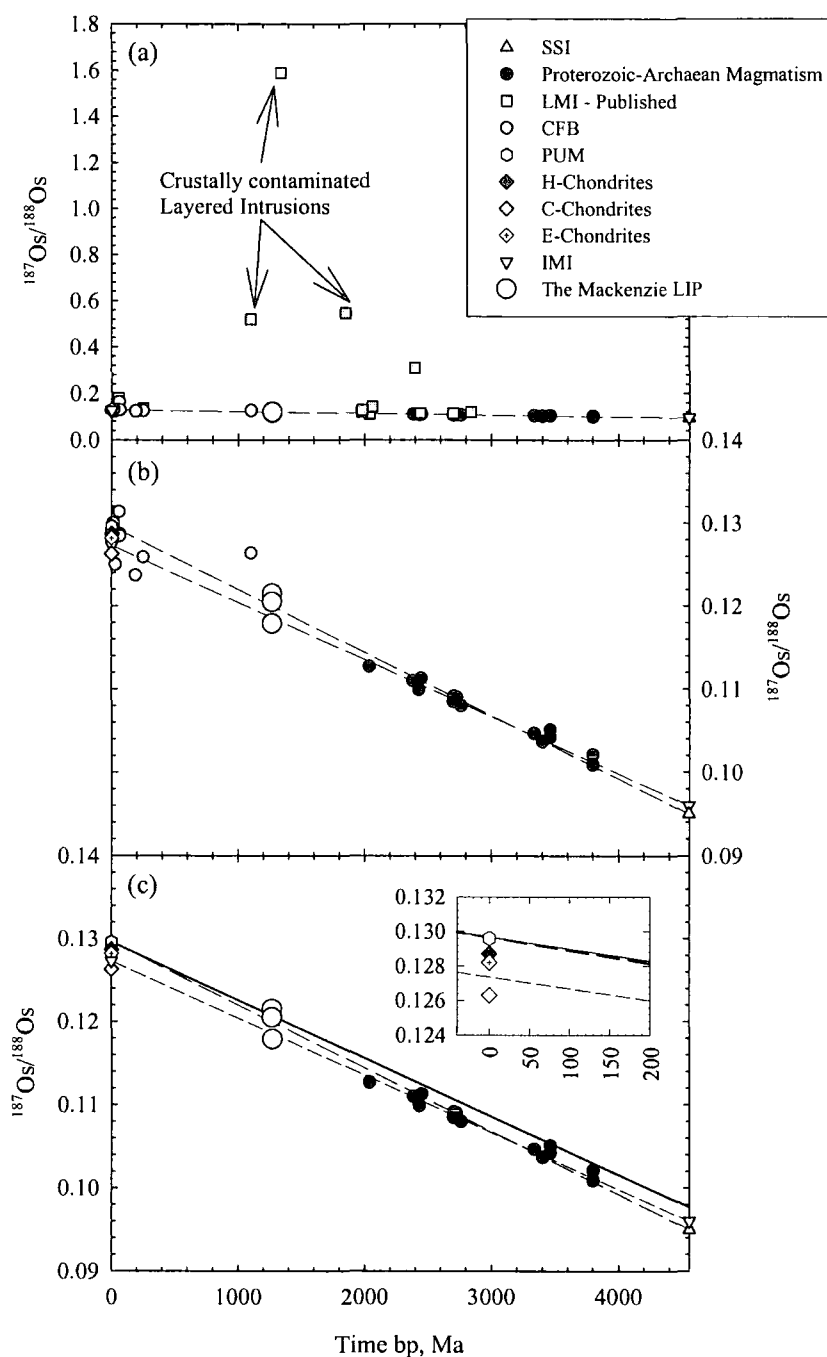 (a)
1.8
1.6
1.4
1.2
1.0
0.8
0.6
0.4
0.2
0.0
187Os/188Os
Crustally contaminated
Layered Intrusions
SSI
Proterozoic-Archaean Magmatism
LMI - Published
CFB
PUM
H-Chondrites
C-Chondrites
E-Chondrites
IMI
The Mackenzie LIP
(b)
0.14
0.13
0.12
0.11
0.10
0.09
187Os/188Os
(c)
0.14
0.13
0.12
0.11
0.10
0.09
187Os/188Os
0.132
0.130
0.128
0.126
0.124
0
50
100
150
200
0
1000
2000
3000
4000
Time bp, Ma